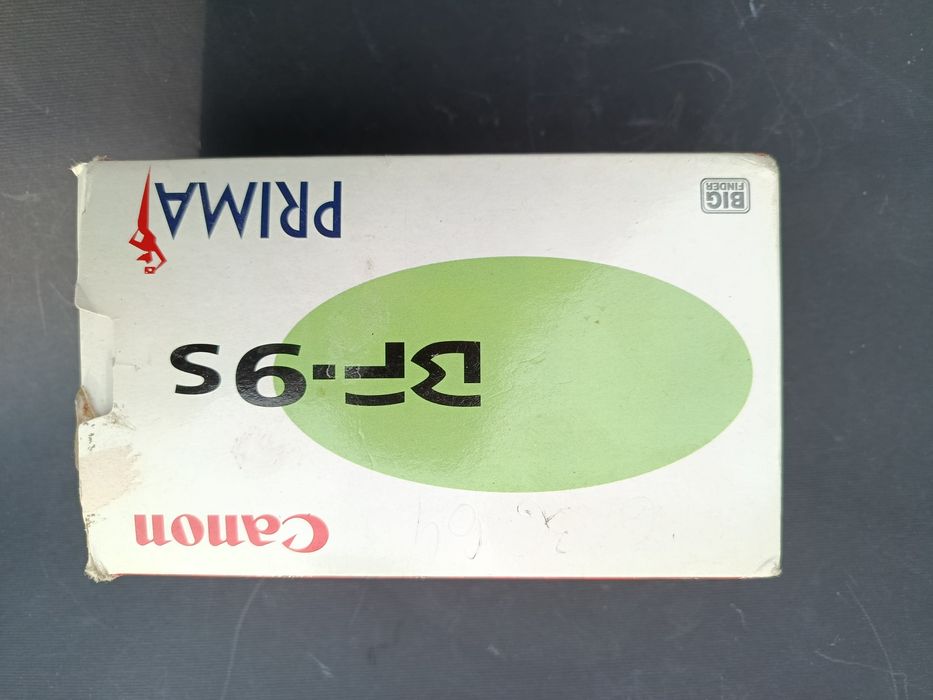 Canon
BF-9S
PRIMA
BIG
FINDER